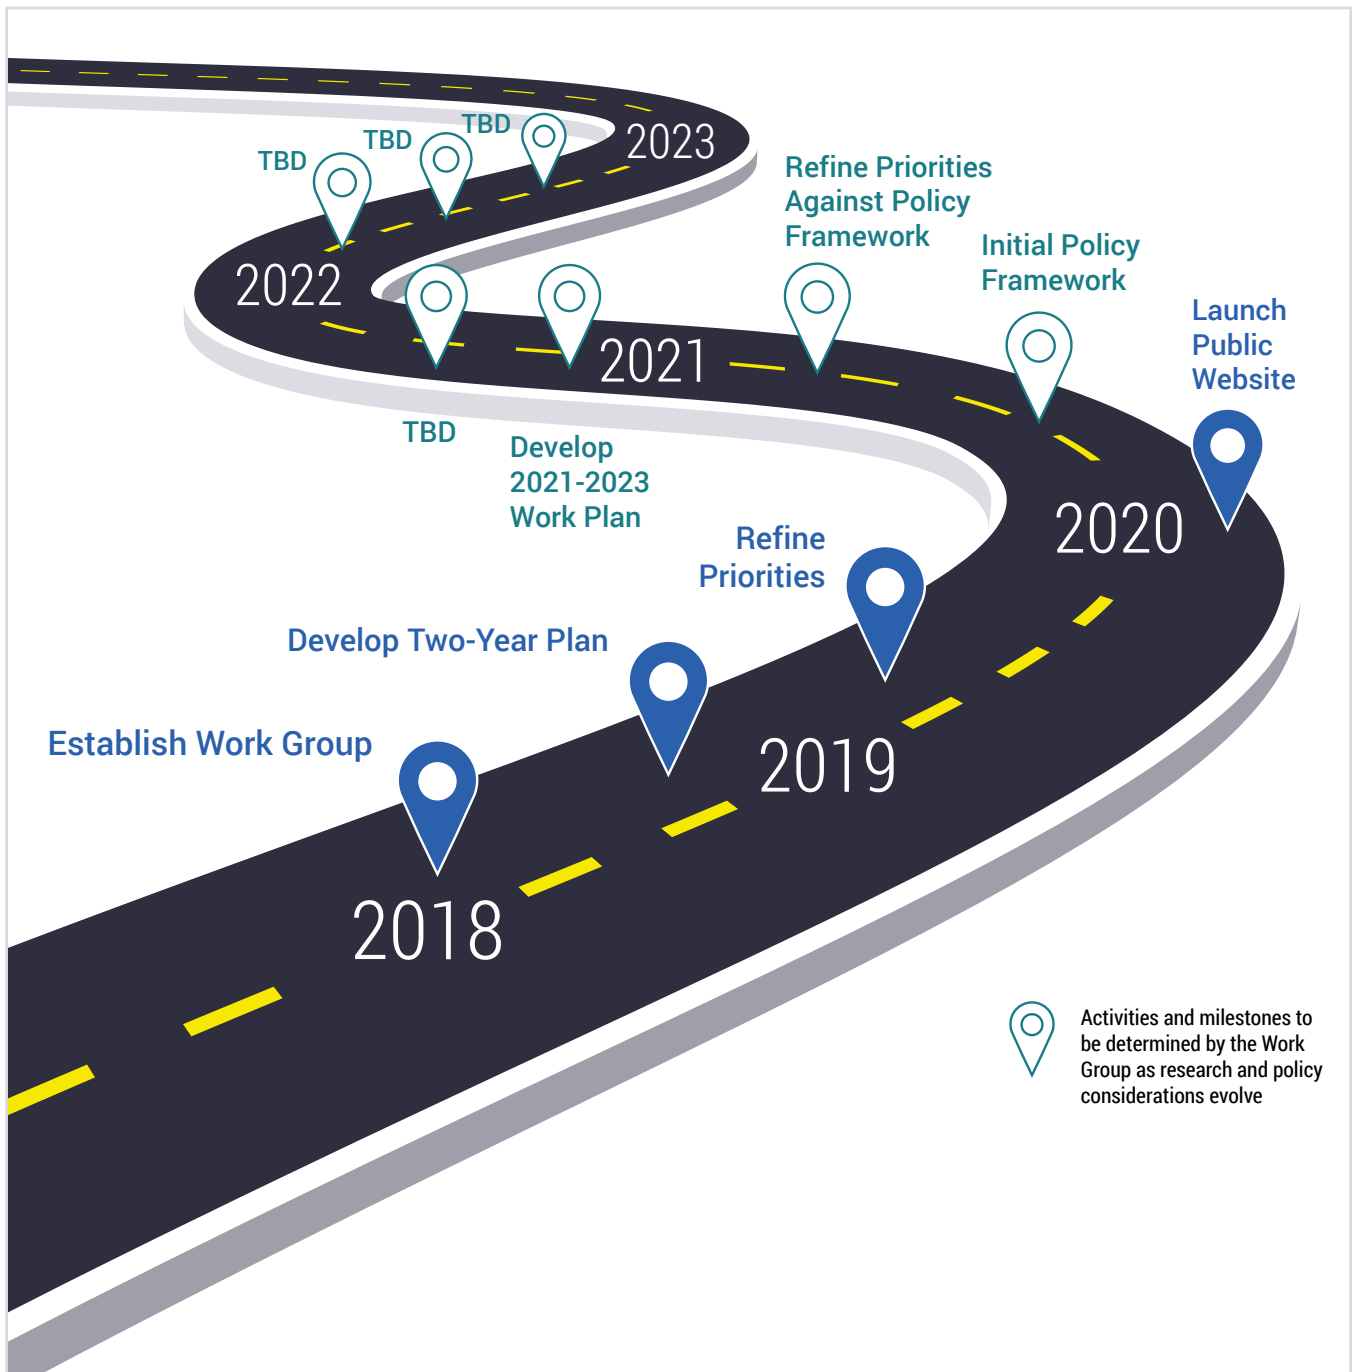 TBD
TBD
TBD
2023
Refine Priorities
Against Policy
Framework
Initial Policy
Framework
2022
Launch
Public
Website
2021
TBD
Develop
2021-2023
Work Plan
2020
Refine
Priorities
Develop Two-Year Plan
Establish Work Group
2019
2018
Activities and milestones to
be determined by the Work
Group as research and policy
considerations evolve